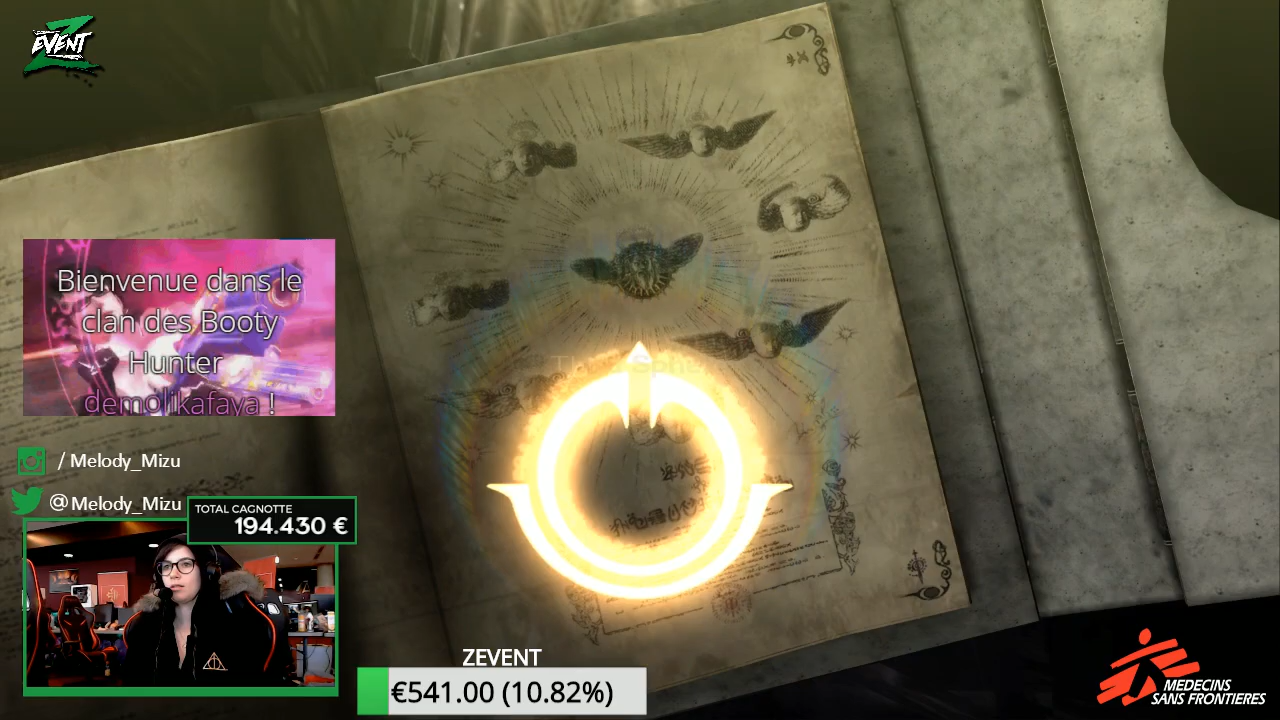 Z
EVENT
Bienvenue dans le
clan des Booty
Hunter
demolikafaya !
/ Melody_Mizu
@Melody_Mizu
TOTAL CAGNOTTE
194.430 €
ZEVENT
€541.00 (10.82%)
MEDECINS
SANS FRONTIERES